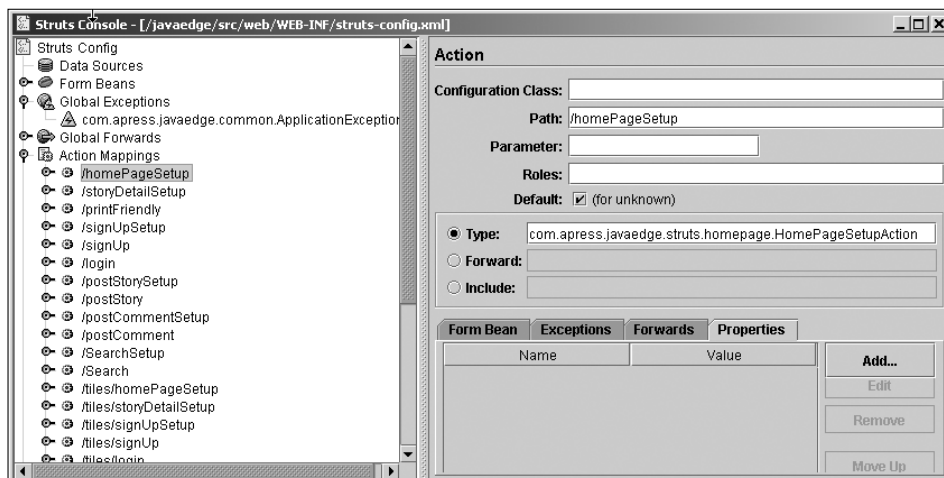 Struts Console - [/javaedge/src/web/WEB-INF/struts-config.xml]
Struts Config
Data Sources
Form Beans
Global Exceptions
com.apress.javaedge.common.ApplicationException
Global Forwards
Action Mappings
/homePageSetup
/storyDetailSetup
/printFriendly
/signUpSetup
/signUp
/login
/postStorySetup
/postStory
/postCommentSetup
/postComment
/SearchSetup
/Search
/tiles/homePageSetup
/tiles/storyDetailSetup
/tiles/signUpSetup
/tiles/signUp
/tiles/login
Action
Configuration Class:
Path: /homePageSetup
Parameter:
Roles:
Default: (for unknown)
Type: com.apress.javaedge.struts.homepage.HomePageSetupAction
Forward:
Include:
Form Bean Exceptions Forwards Properties
Name Value
Add...
Edit
Remove
Move Up